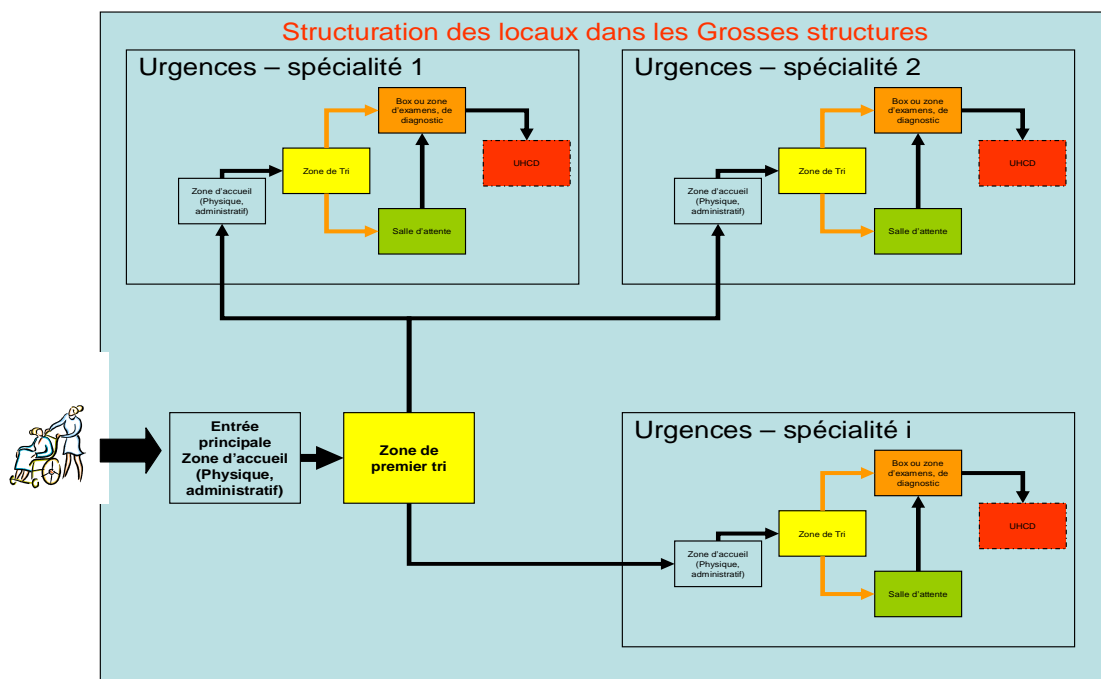 Structuration des locaux dans les Grosses structures
Urgences – spécialité 1
Box ou zone
d'examens, de
diagnostic
UHCD
Zone de Tri
Zone d'accueil
(Physique,
administratif)
Salle d'attente
Urgences – spécialité 2
Box ou zone
d'examens, de
diagnostic
UHCD
Zone de Tri
Zone d'accueil
(Physique,
administratif)
Salle d'attente
Entrée
principale
Zone d'accueil
(Physique,
administratif)
Zone de
premier tri
Urgences – spécialité i
Box ou zone
d'examens, de
diagnostic
UHCD
Zone de Tri
Zone d'accueil
(Physique,
administratif)
Salle d'attente